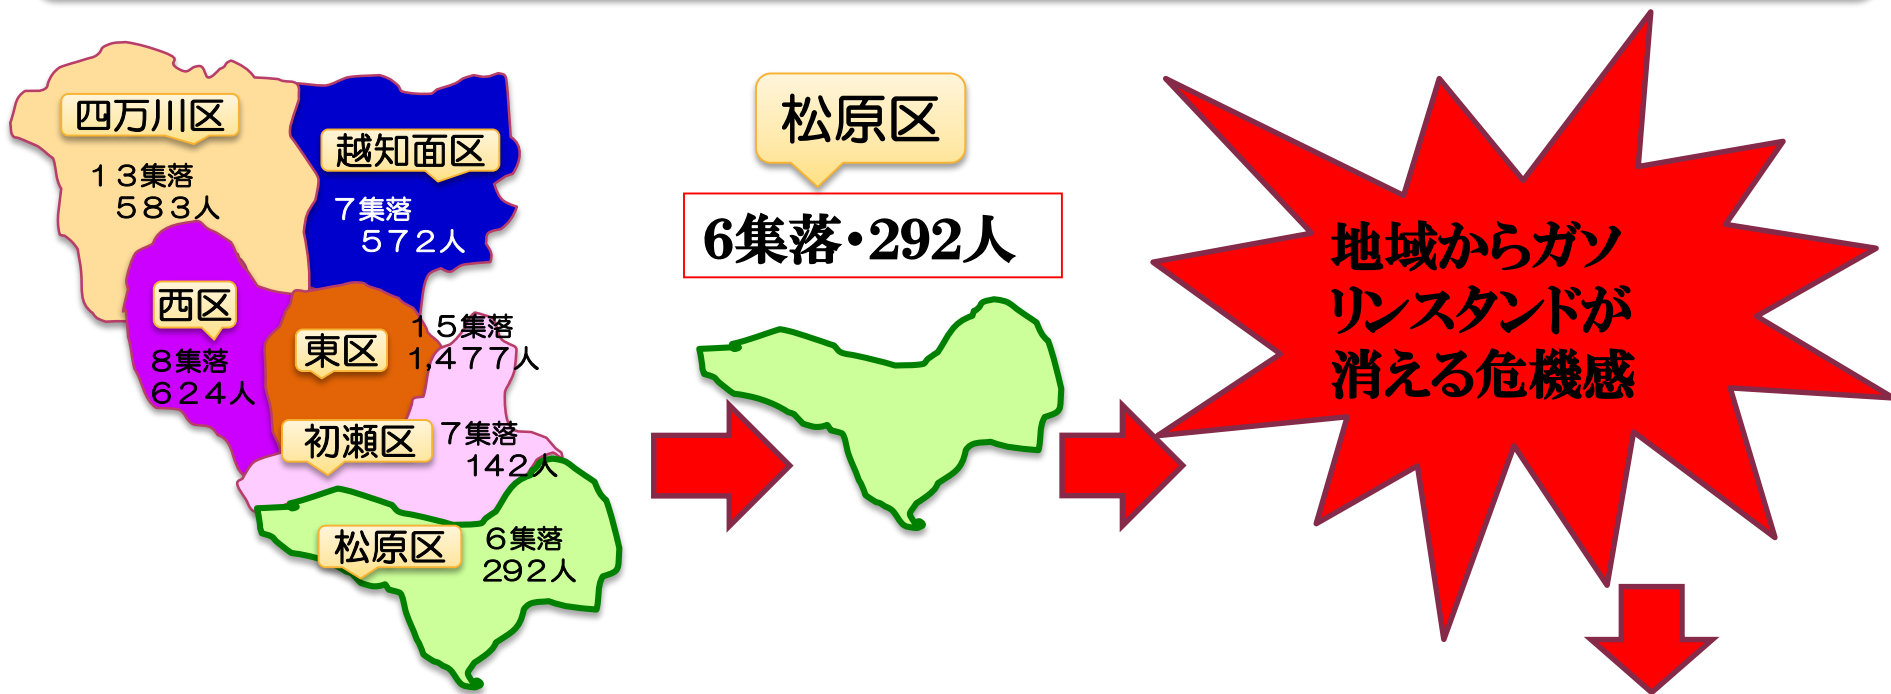 四万川区
１３集落
５８３人
越知面区
７集落
５７２人
西区
８集落
６２４人
東区
１５集落
１,４７７人
初瀬区
７集落
１４２人
松原区
６集落
２９２人
松原区
6集落・292人
地域からガソ
リンスタンドが
消える危機感